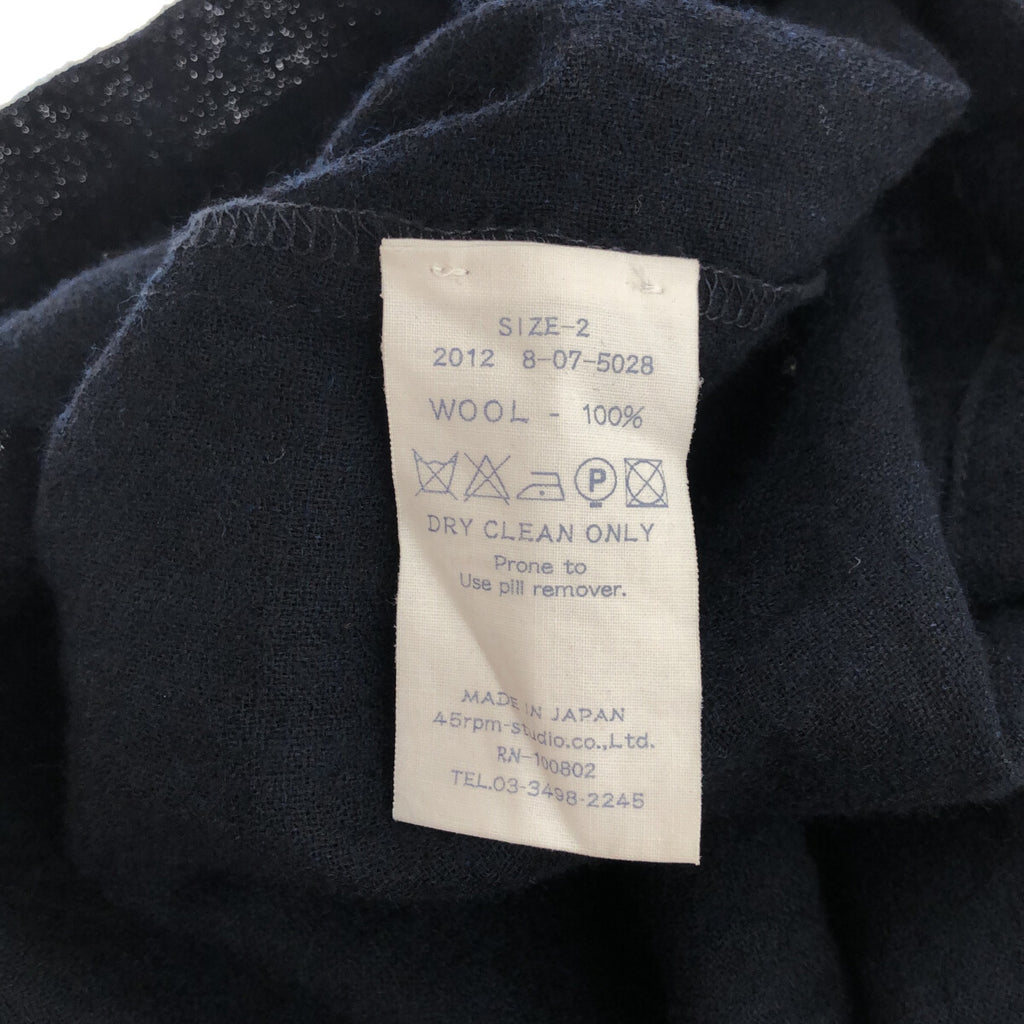 SIZE-2
2012 8-07-5028
WOOL - 100%
P
DRY CLEAN ONLY
Prone to
Use pill remover.
MADE IN JAPAN
45rpm-studio.co.,Ltd.
RN-100802
TEL.03-3498-2245